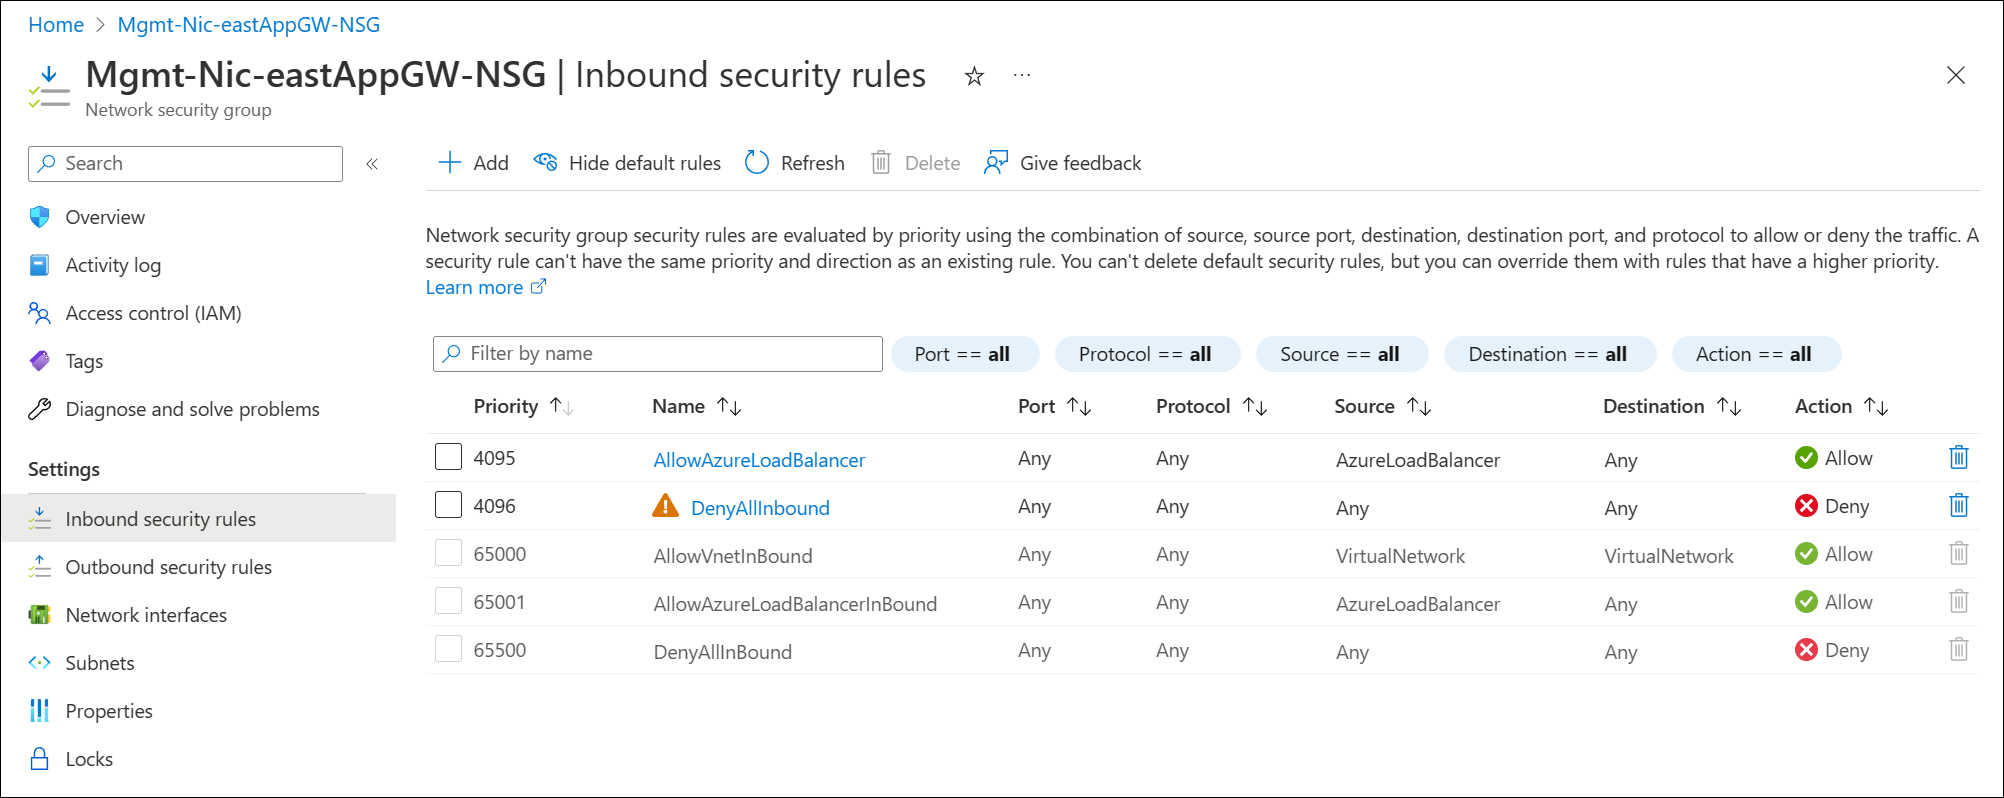 Home > Mgmt-Nic-eastAppGW-NSG
Mgmt-Nic-eastAppGW-NSG | Inbound security rules ☆ ···
Network security group
Search «
Overview
Activity log
Access control (IAM)
Tags
Diagnose and solve problems
Settings
Inbound security rules
Outbound security rules
Network interfaces
Subnets
Properties
Locks
Add Hide default rules Refresh Delete Give feedback
Network security group security rules are evaluated by priority using the combination of source, source port, destination, destination port, and protocol to allow or deny the traffic. A
security rule can't have the same priority and direction as an existing rule. You can't delete default security rules, but you can override them with rules that have a higher priority.
Learn more
Filter by name Port == all Protocol == all Source == all Destination == all Action == all
Priority ↑↓ Name ↑↓ Port ↑↓ Protocol ↑↓ Source ↑↓ Destination ↑↓ Action ↑↓
4095 AllowAzureLoadBalancer Any Any AzureLoadBalancer Any Allow
4096 DenyAllInbound Any Any Any Any Deny
65000 AllowVnetInBound Any Any VirtualNetwork VirtualNetwork Allow
65001 AllowAzureLoadBalancerInBound Any Any AzureLoadBalancer Any Allow
65500 DenyAllInBound Any Any Any Any Deny